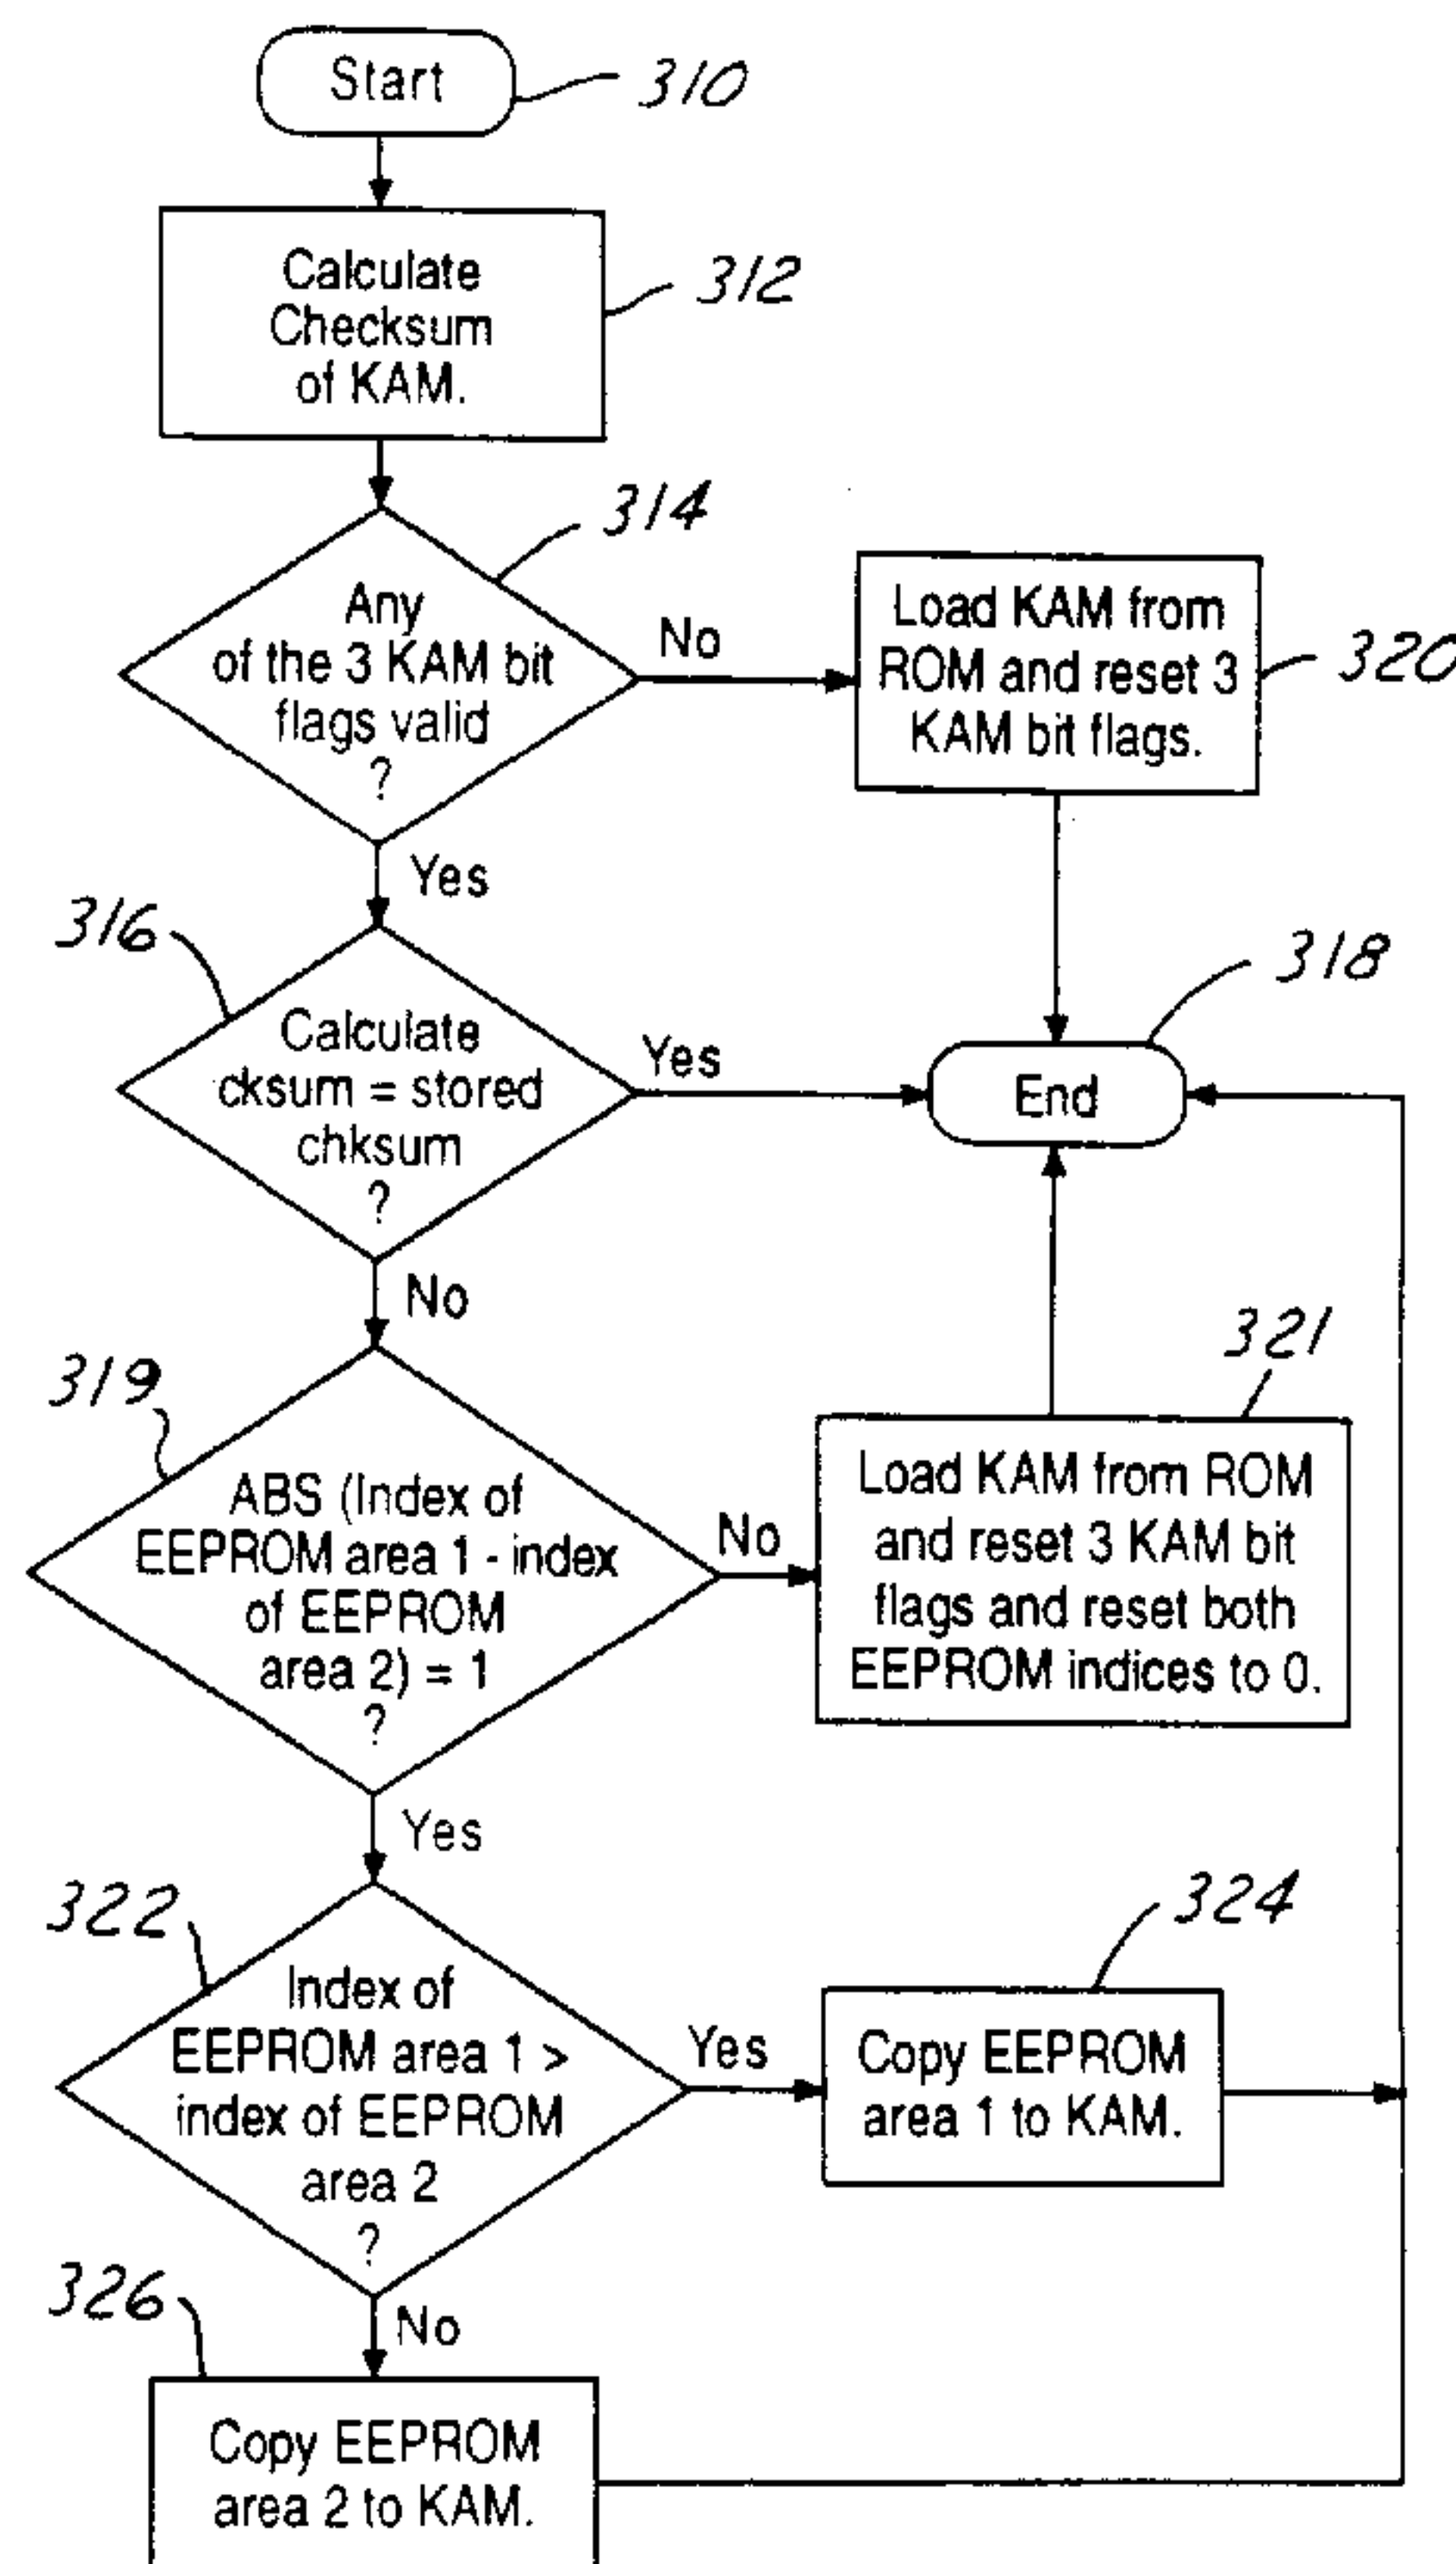 Start
310
Calculate
Checksum
of KAM.
312
314
Any
of the 3 KAM bit
flags valid
?
No
Load KAM from
ROM and reset 3
KAM bit flags.
320
Yes
316
Calculate
cksum = stored
chksum
?
Yes
End
318
No
319
ABS (Index of
EEPROM area 1 - index
of EEPROM
area 2) = 1
?
No
321
Load KAM from ROM
and reset 3 KAM bit
flags and reset both
EEPROM indices to 0.
Yes
322
Index of
EEPROM area 1 >
index of EEPROM
area 2
?
Yes
324
Copy EEPROM
area 1 to KAM.
No
326
Copy EEPROM
area 2 to KAM.